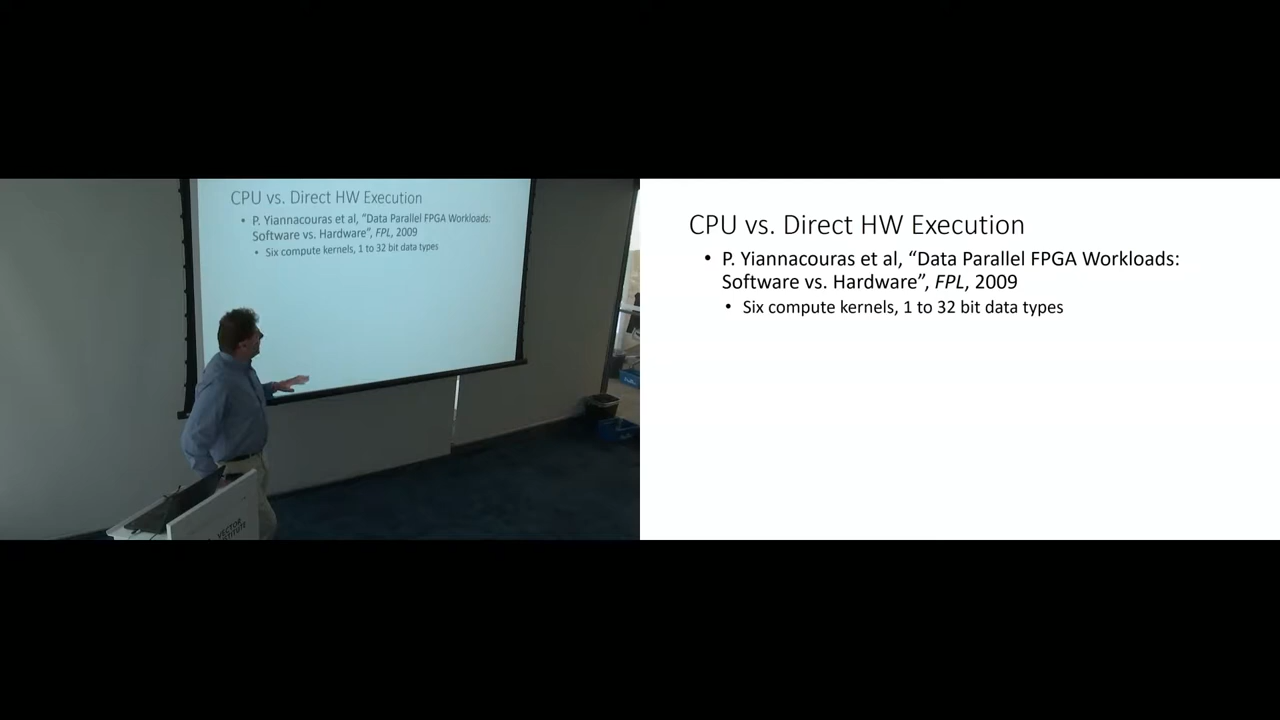 CPU vs. Direct HW Execution
• P. Yiannacouras et al, "Data Parallel FPGA Workloads:
Software vs. Hardware", FPL, 2009
• Six compute kernels, 1 to 32 bit data types
VECTOR
INSTITUTE
CPU vs. Direct HW Execution
• P. Yiannacouras et al, “Data Parallel FPGA Workloads:
Software vs. Hardware”, FPL, 2009
• Six compute kernels, 1 to 32 bit data types